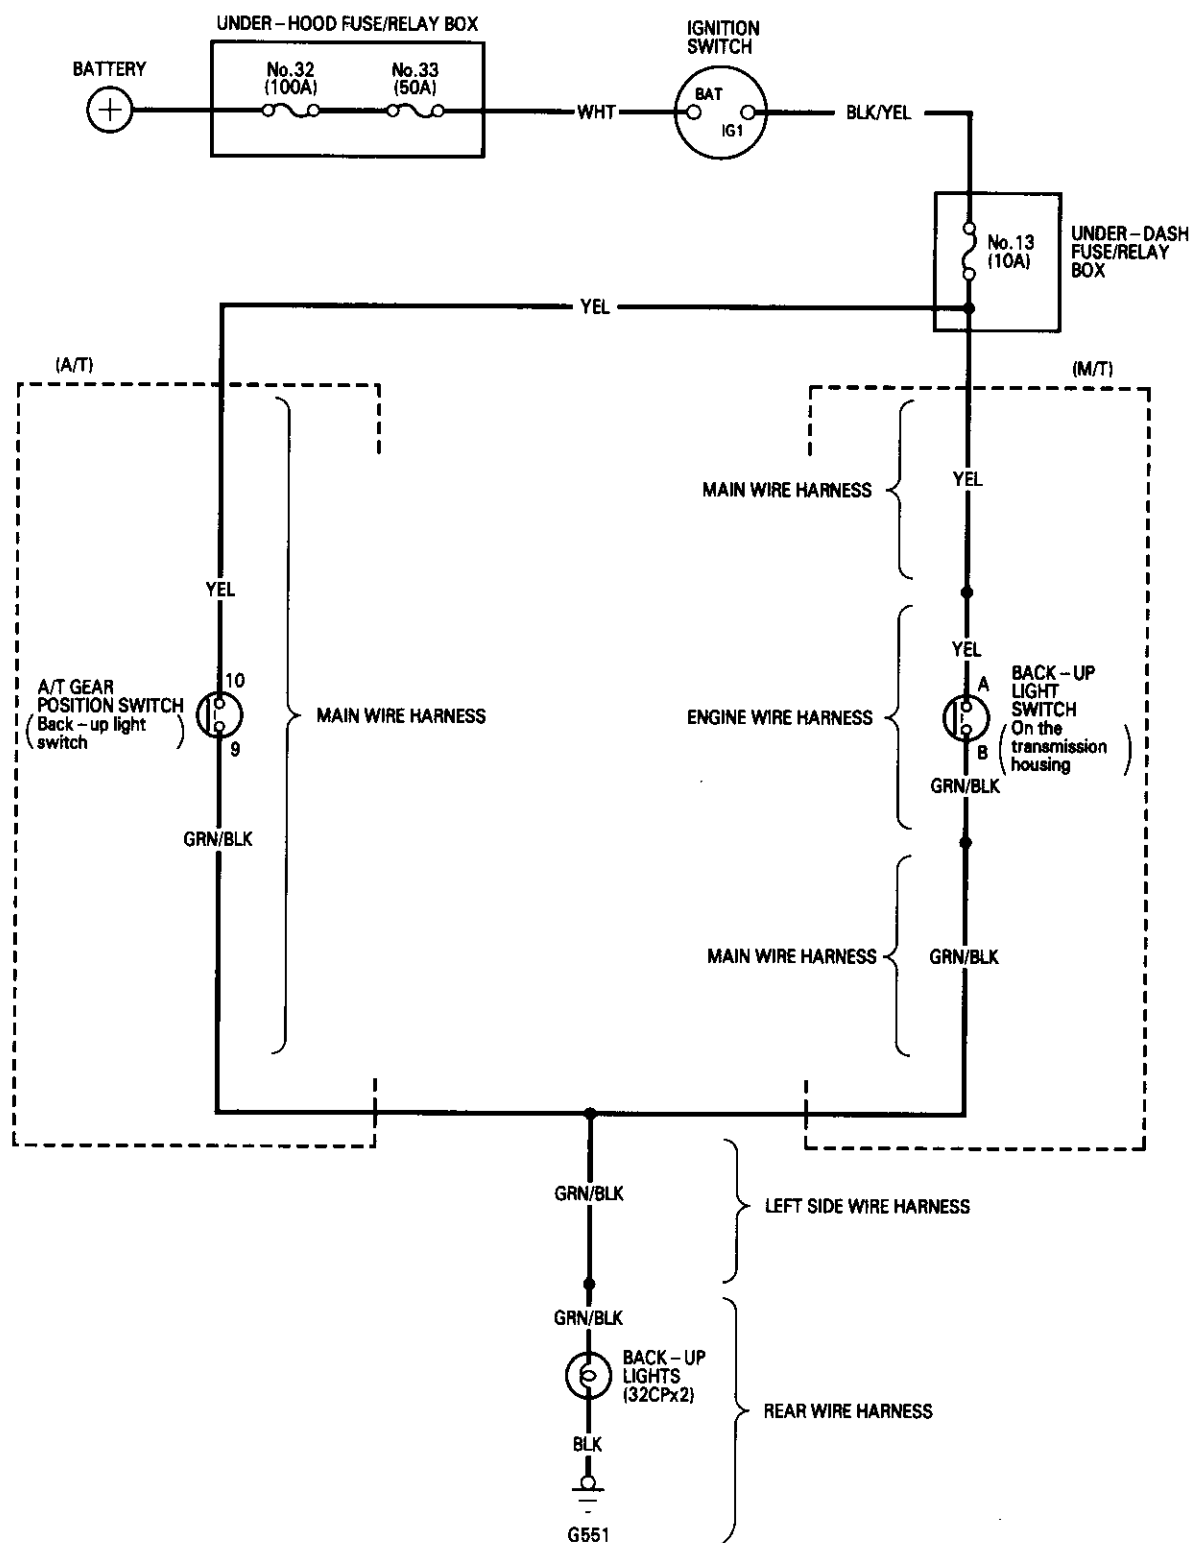 UNDER-HOOD FUSE/RELAY BOX
IGNITION
SWITCH
BATTERY
No.32
(100A)
No.33
(50A)
+
WHT
BAT
IG1
BLK/YEL
No.13
(10A)
UNDER-DASH
FUSE/RELAY
BOX
YEL
(A/T)
(M/T)
MAIN WIRE HARNESS
YEL
YEL
YEL
A/T GEAR
POSITION SWITCH
(Back-up light
switch)
10
9
MAIN WIRE HARNESS
ENGINE WIRE HARNESS
A
B
BACK-UP
LIGHT
SWITCH
(On the
transmission
housing)
GRN/BLK
GRN/BLK
MAIN WIRE HARNESS
GRN/BLK
GRN/BLK
LEFT SIDE WIRE HARNESS
GRN/BLK
BACK-UP
LIGHTS
(32CPx2)
REAR WIRE HARNESS
BLK
G551